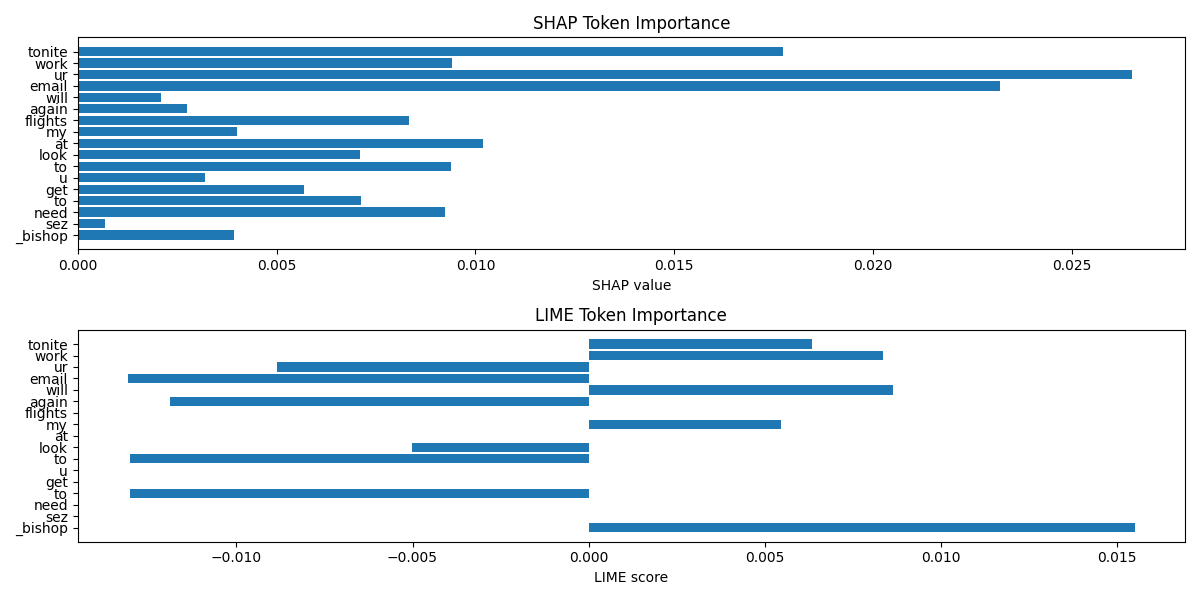 SHAP Token Importance
tonite
work
ur
email
will
again
flights
my
at
look
to
u
get
to
need
sez
_bishop
0.000 0.005 0.010 0.015 0.020 0.025
SHAP value
LIME Token Importance
tonite
work
ur
email
will
again
flights
my
at
look
to
u
get
to
need
sez
_bishop
−0.010 −0.005 0.000 0.005 0.010 0.015
LIME score